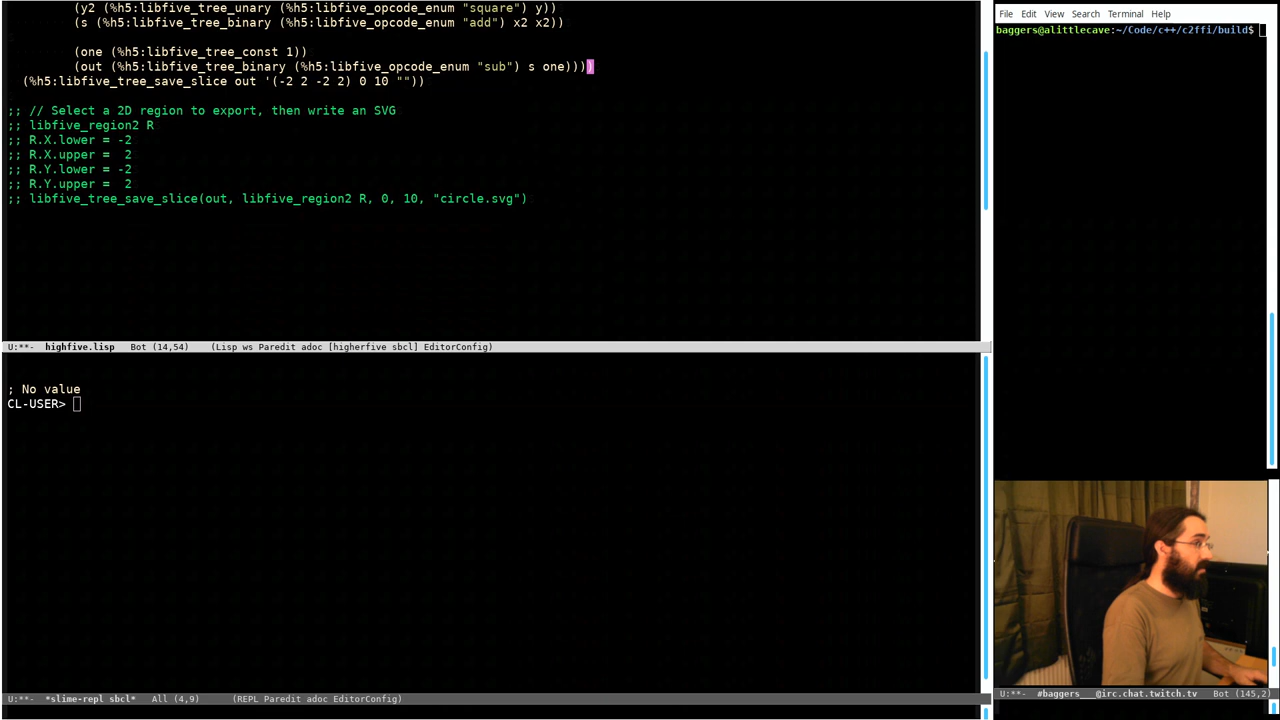 (y2 (%h5:libfive_tree_unary (%h5:libfive_opcode_enum "square") y))
(s (%h5:libfive_tree_binary (%h5:libfive_opcode_enum "add") x2 x2))
(one (%h5:libfive_tree_const 1))
(out (%h5:libfive_tree_binary (%h5:libfive_opcode_enum "sub") s one))))
(%h5:libfive_tree_save_slice out '(-2 2 -2 2) 0 10 ""))
;; // Select a 2D region to export, then write an SVG
;; libfive_region2 R
;; R.X.lower = -2
;; R.X.upper =  2
;; R.Y.lower = -2
;; R.Y.upper =  2
;; libfive_tree_save_slice(out, libfive_region2 R, 0, 10, "circle.svg")
U:**-  highfive.lisp   Bot (14,54)   (Lisp ws Paredit adoc [higherfive sbcl] EditorConfig)
; No value
CL-USER>
U:**-  *slime-repl sbcl*   All (4,9)   (REPL Paredit adoc EditorConfig)
File Edit View Search Terminal Help
baggers@alittlecave:~/Code/c++/c2ffi/build$
U:**-  #baggers___@irc.chat.twitch.tv   Bot (145,2)